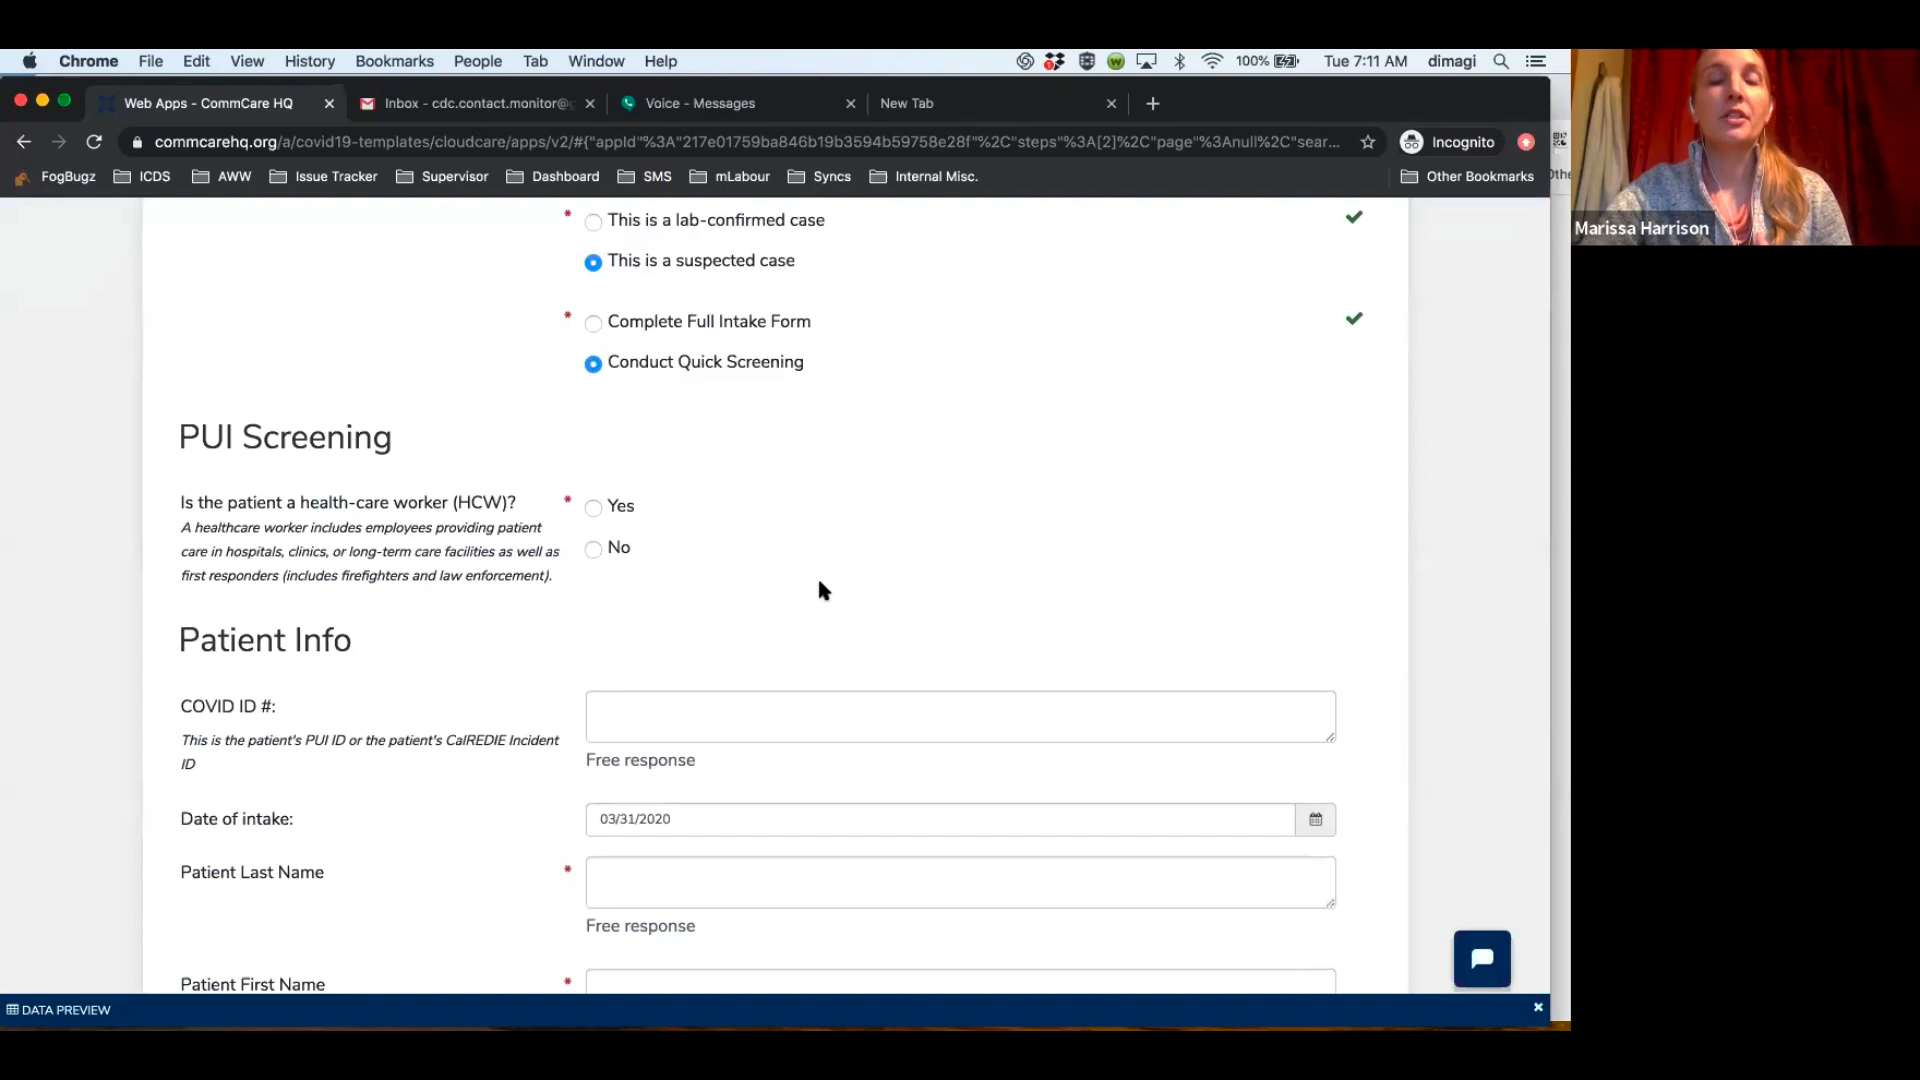 Chrome File Edit View History Bookmarks People Tab Window Help 100% Tue 7:11 AM dimagi
Web Apps - CommCare HQ Inbox - cdc.contact.monitor@ Voice - Messages New Tab
commcarehq.org/a/covid19-templates/cloudcare/apps/v2/#{"appId"%3A"217e01759ba846b19b3594b59758e28f"%2C"steps"%3A[2]%2C"page"%3Anull%2C"sear... Incognito
FogBugz ICDS AWW Issue Tracker Supervisor Dashboard SMS mLabour Syncs Internal Misc. Other Bookmarks
* This is a lab-confirmed case
This is a suspected case
* Complete Full Intake Form
Conduct Quick Screening
PUI Screening
Is the patient a health-care worker (HCW)? * Yes
A healthcare worker includes employees providing patient
care in hospitals, clinics, or long-term care facilities as well as
first responders (includes firefighters and law enforcement).
No
Patient Info
COVID ID #:
This is the patient's PUI ID or the patient's CalREDIE Incident
ID
Free response
Date of intake: 03/31/2020
Patient Last Name *
Free response
Patient First Name *
DATA PREVIEW
Marissa Harrison